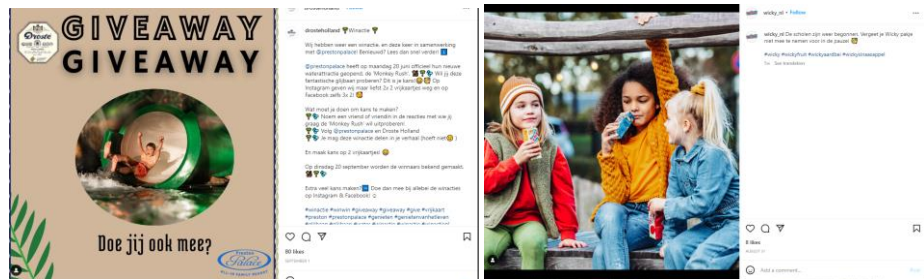 GIVEAWAY
GIVEAWAY
Droste
Doe jij ook mee?
Preston
Palace
drosteholland Winactie
Wij hebben weer een winactie, en deze keer in samenwerking
met @prestonpalace! Benieuwd? Lees dan snel verder
@prestonpalace heeft op maandag 20 juni officieel hun nieuwe
waterattractie geopend, de 'Monkey Rush'. Wil jij deze
fantastische glijbaan proberen? Dit is je kans! Op
Instagram geven wij maar liefst 2x 2 vrijkaartjes weg en op
Facebook zelfs 3x 2!
Wat moet je doen om kans te maken?
Noem een vriend of vriendin in de reacties met wie jij
graag de 'Monkey Rush' wil uitproberen
Volg @prestonpalace en Droste Holland
Je mag deze winactie delen in je verhaal (hoeft niet )
En maak kans op 2 vrijkaartjes!
Op dinsdag 20 september worden de winnaars bekend gemaakt.
Extra veel kans maken? Doe dan mee bij allebei de winacties
op Instagram & Facebook!
#winactie #winwin #giveaway #giveaway #give #vrijkaart
#preston #prestonpalace #genieten #genietenvanhetleven
80 likes
SEPTEMBER 1
wicky_nl • Follow
wicky_nl De scholen zijn weer begonnen. Vergeet je Wicky pakje
niet mee te nemen voor in de pauze!
#wicky #wickyfruit #wickyaardbei #wickysinaasappel
See translation
8 likes
Add a comment...